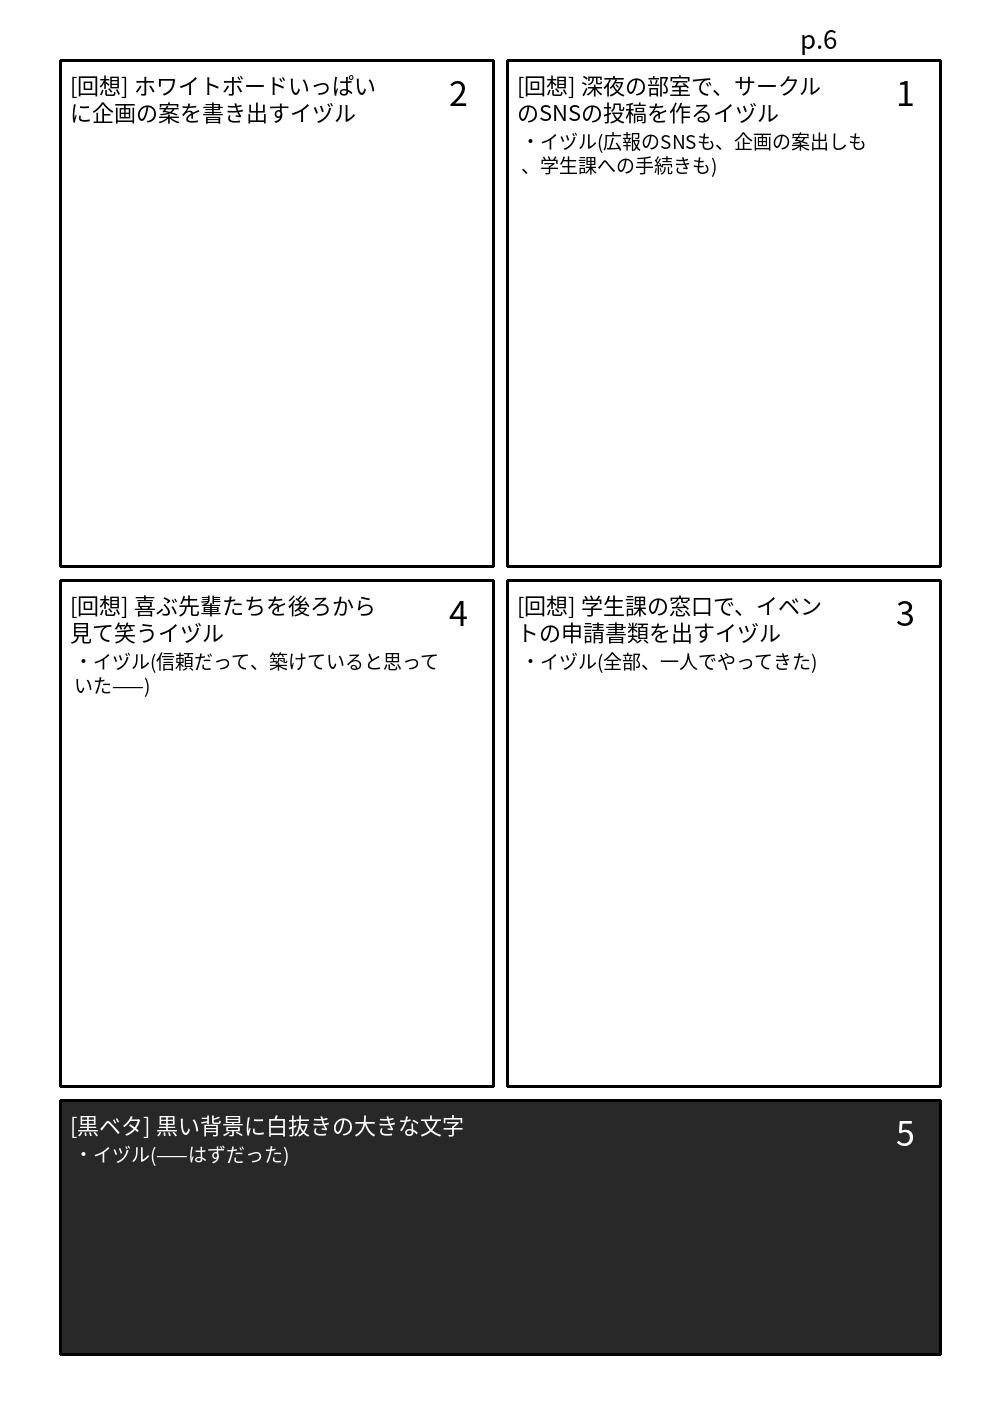 p.6
[回想] 深夜の部室で、サークル
のSNSの投稿を作るイヅル
1
・イヅル(広報のSNSも、企画の案出しも
、学生課への手続きも)
[回想] ホワイトボードいっぱい
に企画の案を書き出すイヅル
2
[回想] 学生課の窓口で、イベン
トの申請書類を出すイヅル
3
・イヅル(全部、一人でやってきた)
[回想] 喜ぶ先輩たちを後ろから
見て笑うイヅル
4
・イヅル(信頼だって、築けていると思って
いた——)
[黒ベタ] 黒い背景に白抜きの大きな文字
5
・イヅル(——はずだった)